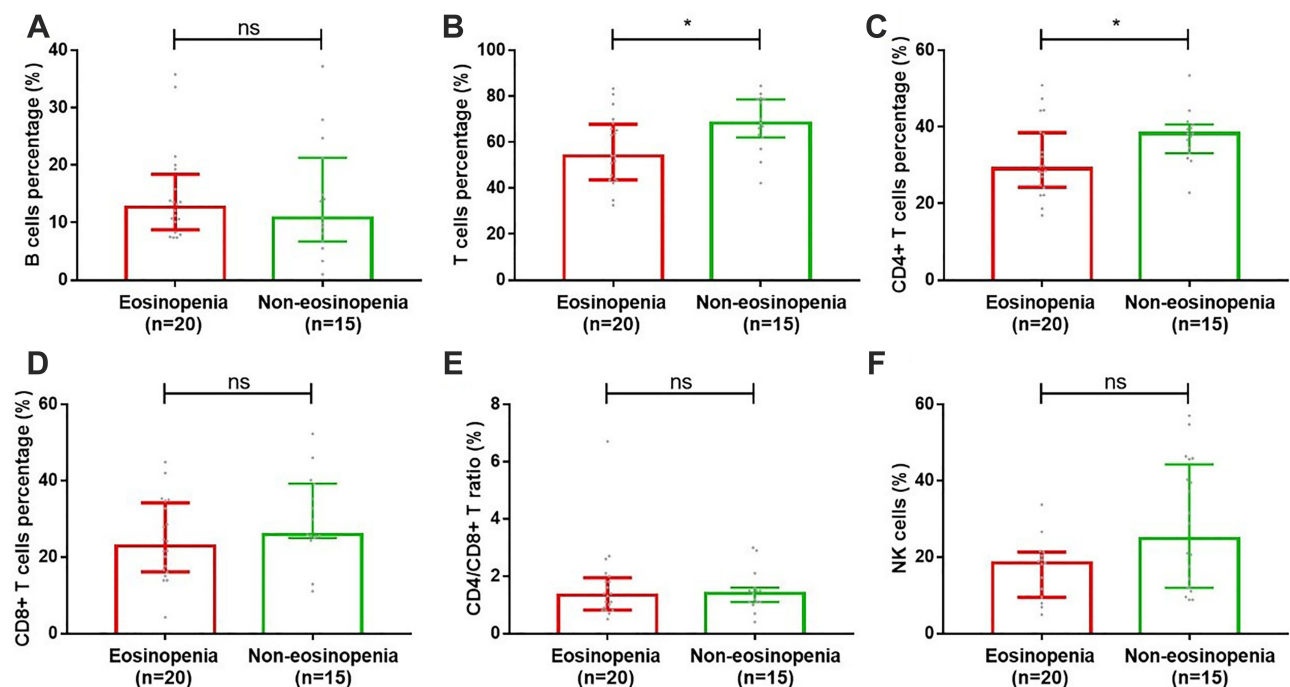 A
ns
B cells percentage (%)
40
30
20
10
0
Eosinopenia
(n=20)
Non-eosinopenia
(n=15)
B
*
T cells percentage (%)
100
80
60
40
20
0
Eosinopenia
(n=20)
Non-eosinopenia
(n=15)
C
*
CD4+ T cells percentage (%)
60
40
20
0
Eosinopenia
(n=20)
Non-eosinopenia
(n=15)
D
ns
CD8+ T cells percentage (%)
60
40
20
0
Eosinopenia
(n=20)
Non-eosinopenia
(n=15)
E
ns
CD4/CD8+ T ratio (%)
8
6
4
2
0
Eosinopenia
(n=20)
Non-eosinopenia
(n=15)
F
ns
NK cells (%)
60
40
20
0
Eosinopenia
(n=20)
Non-eosinopenia
(n=15)